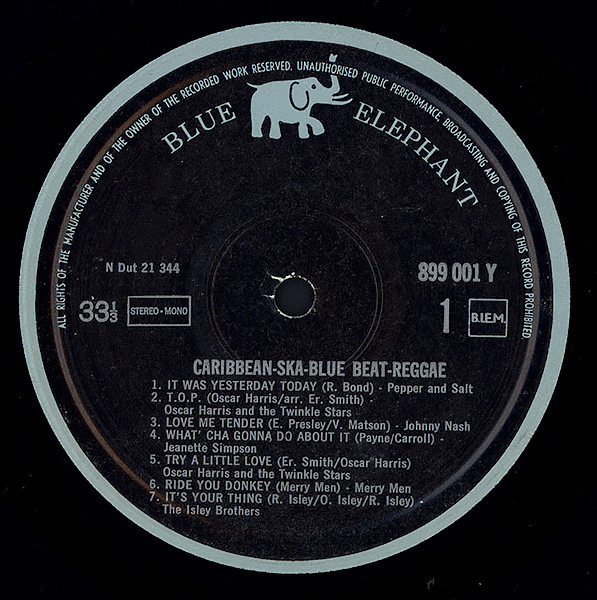 ALL RIGHTS OF THE MANUFACTURER AND OF THE OWNER OF THE RECORDED WORK RESERVED. UNAUTHORISED PUBLIC PERFORMANCE, BROADCASTING AND COPYING OF THIS RECORD PROHIBITED
BLUE ELEPHANT
N Dut 21 344
899 001 Y
33 1/3 STEREO-MONO
1 B.I.E.M.
CARIBBEAN-SKA-BLUE BEAT-REGGAE
1. IT WAS YESTERDAY TODAY (R. Bond) - Pepper and Salt
2. T.O.P. (Oscar Harris/arr. Er. Smith) -
Oscar Harris and the Twinkle Stars
3. LOVE ME TENDER (E. Presley/V. Matson) - Johnny Nash
4. WHAT' CHA GONNA DO ABOUT IT (Payne/Carroll) -
Jeanette Simpson
5. TRY A LITTLE LOVE (Er. Smith/Oscar Harris)
Oscar Harris and the Twinkle Stars
6. RIDE YOU DONKEY (Merry Men) - Merry Men
7. IT'S YOUR THING (R. Isley/O. Isley/R. Isley) -
The Isley Brothers